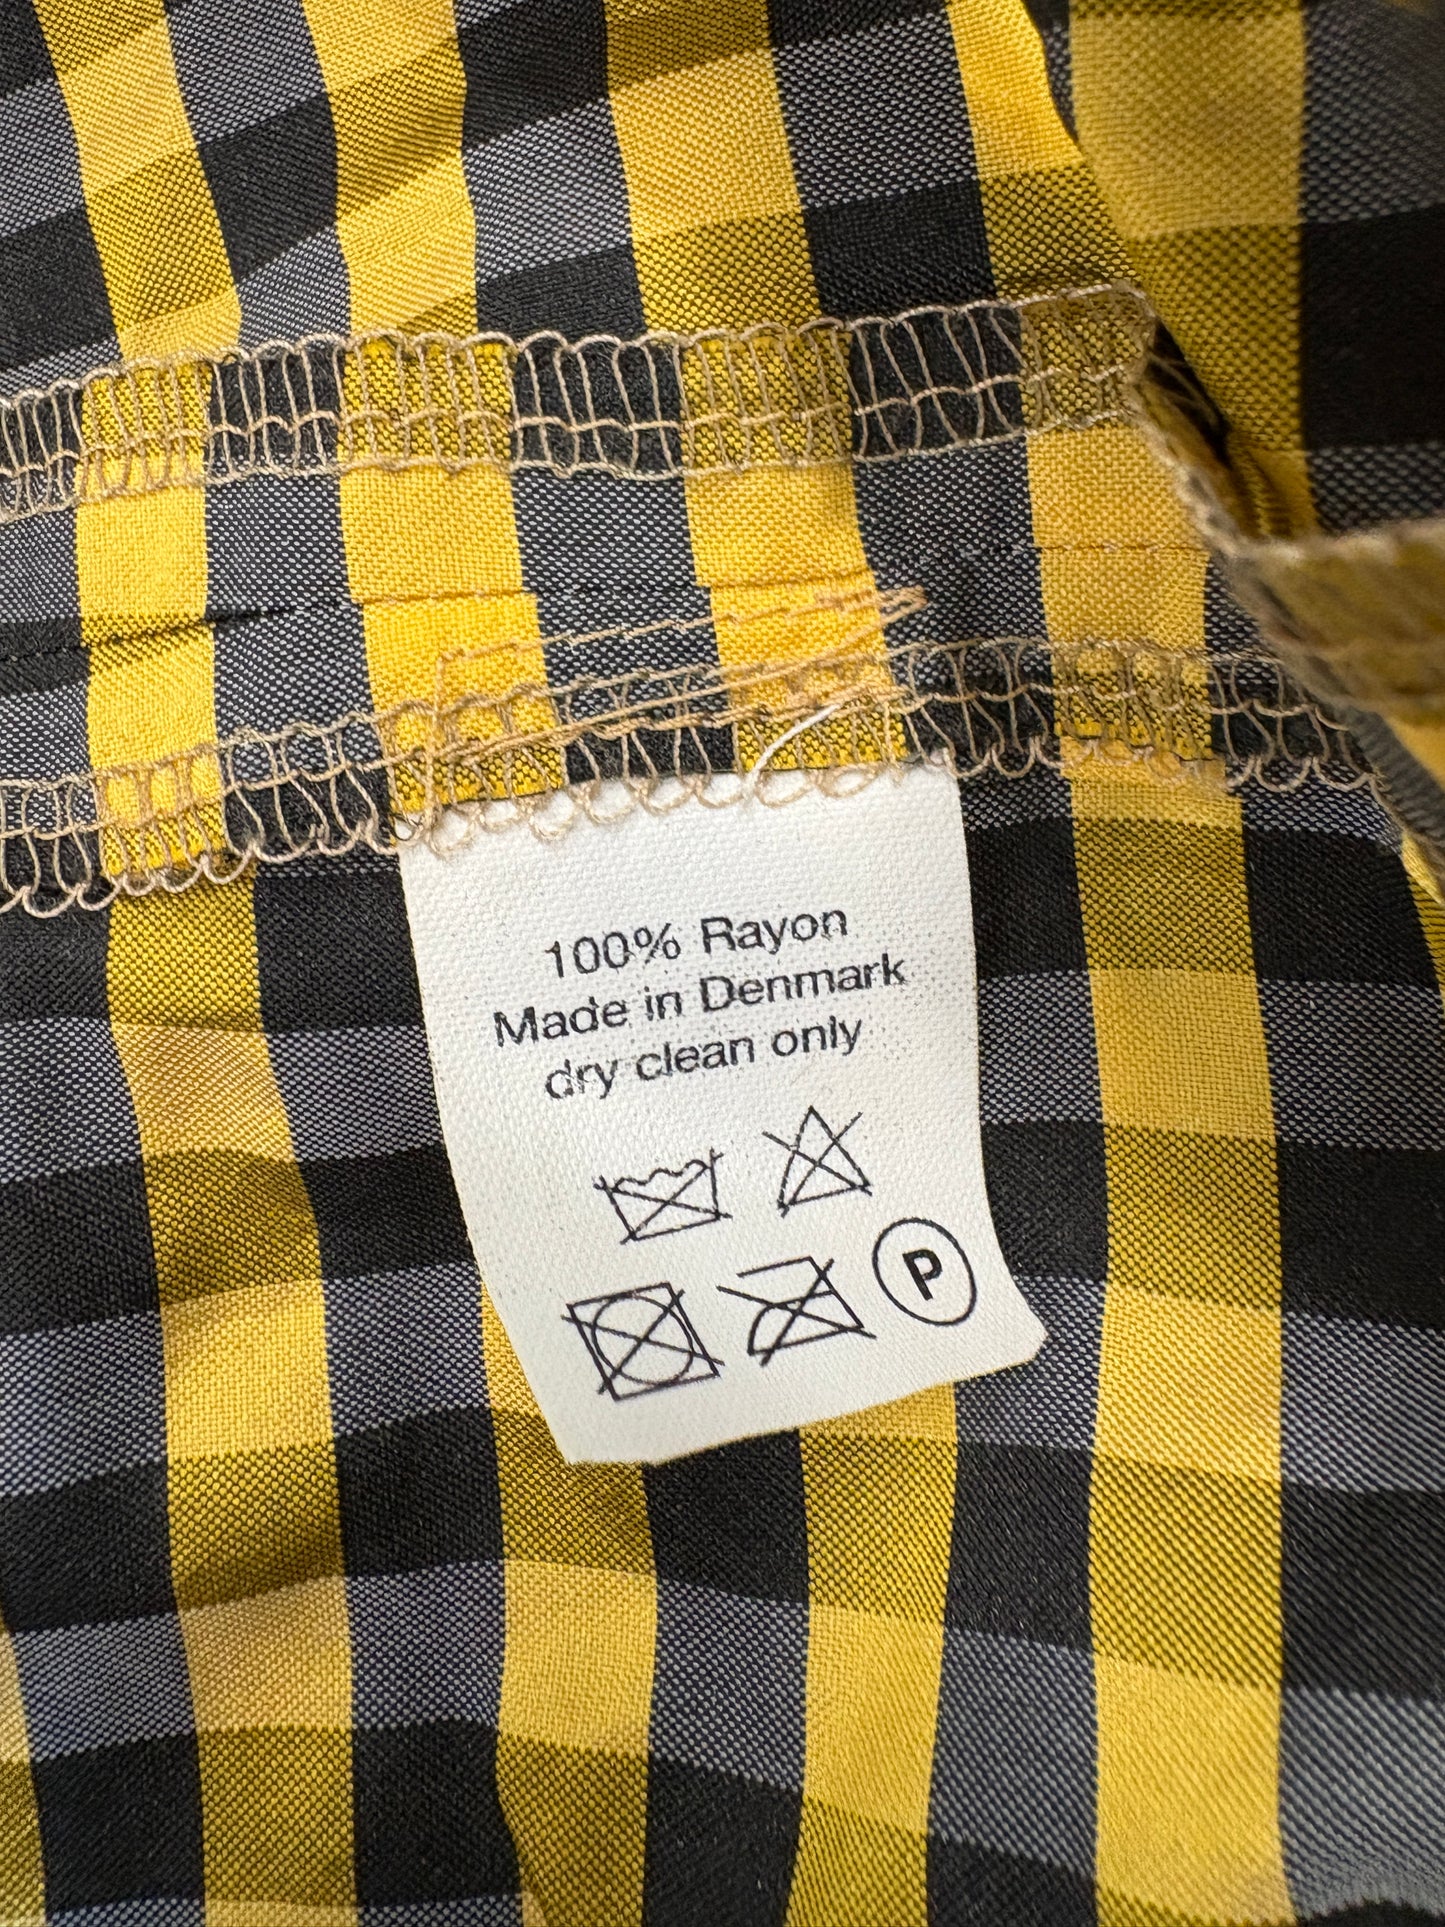 100% Rayon
Made in Denmark
dry clean only
P